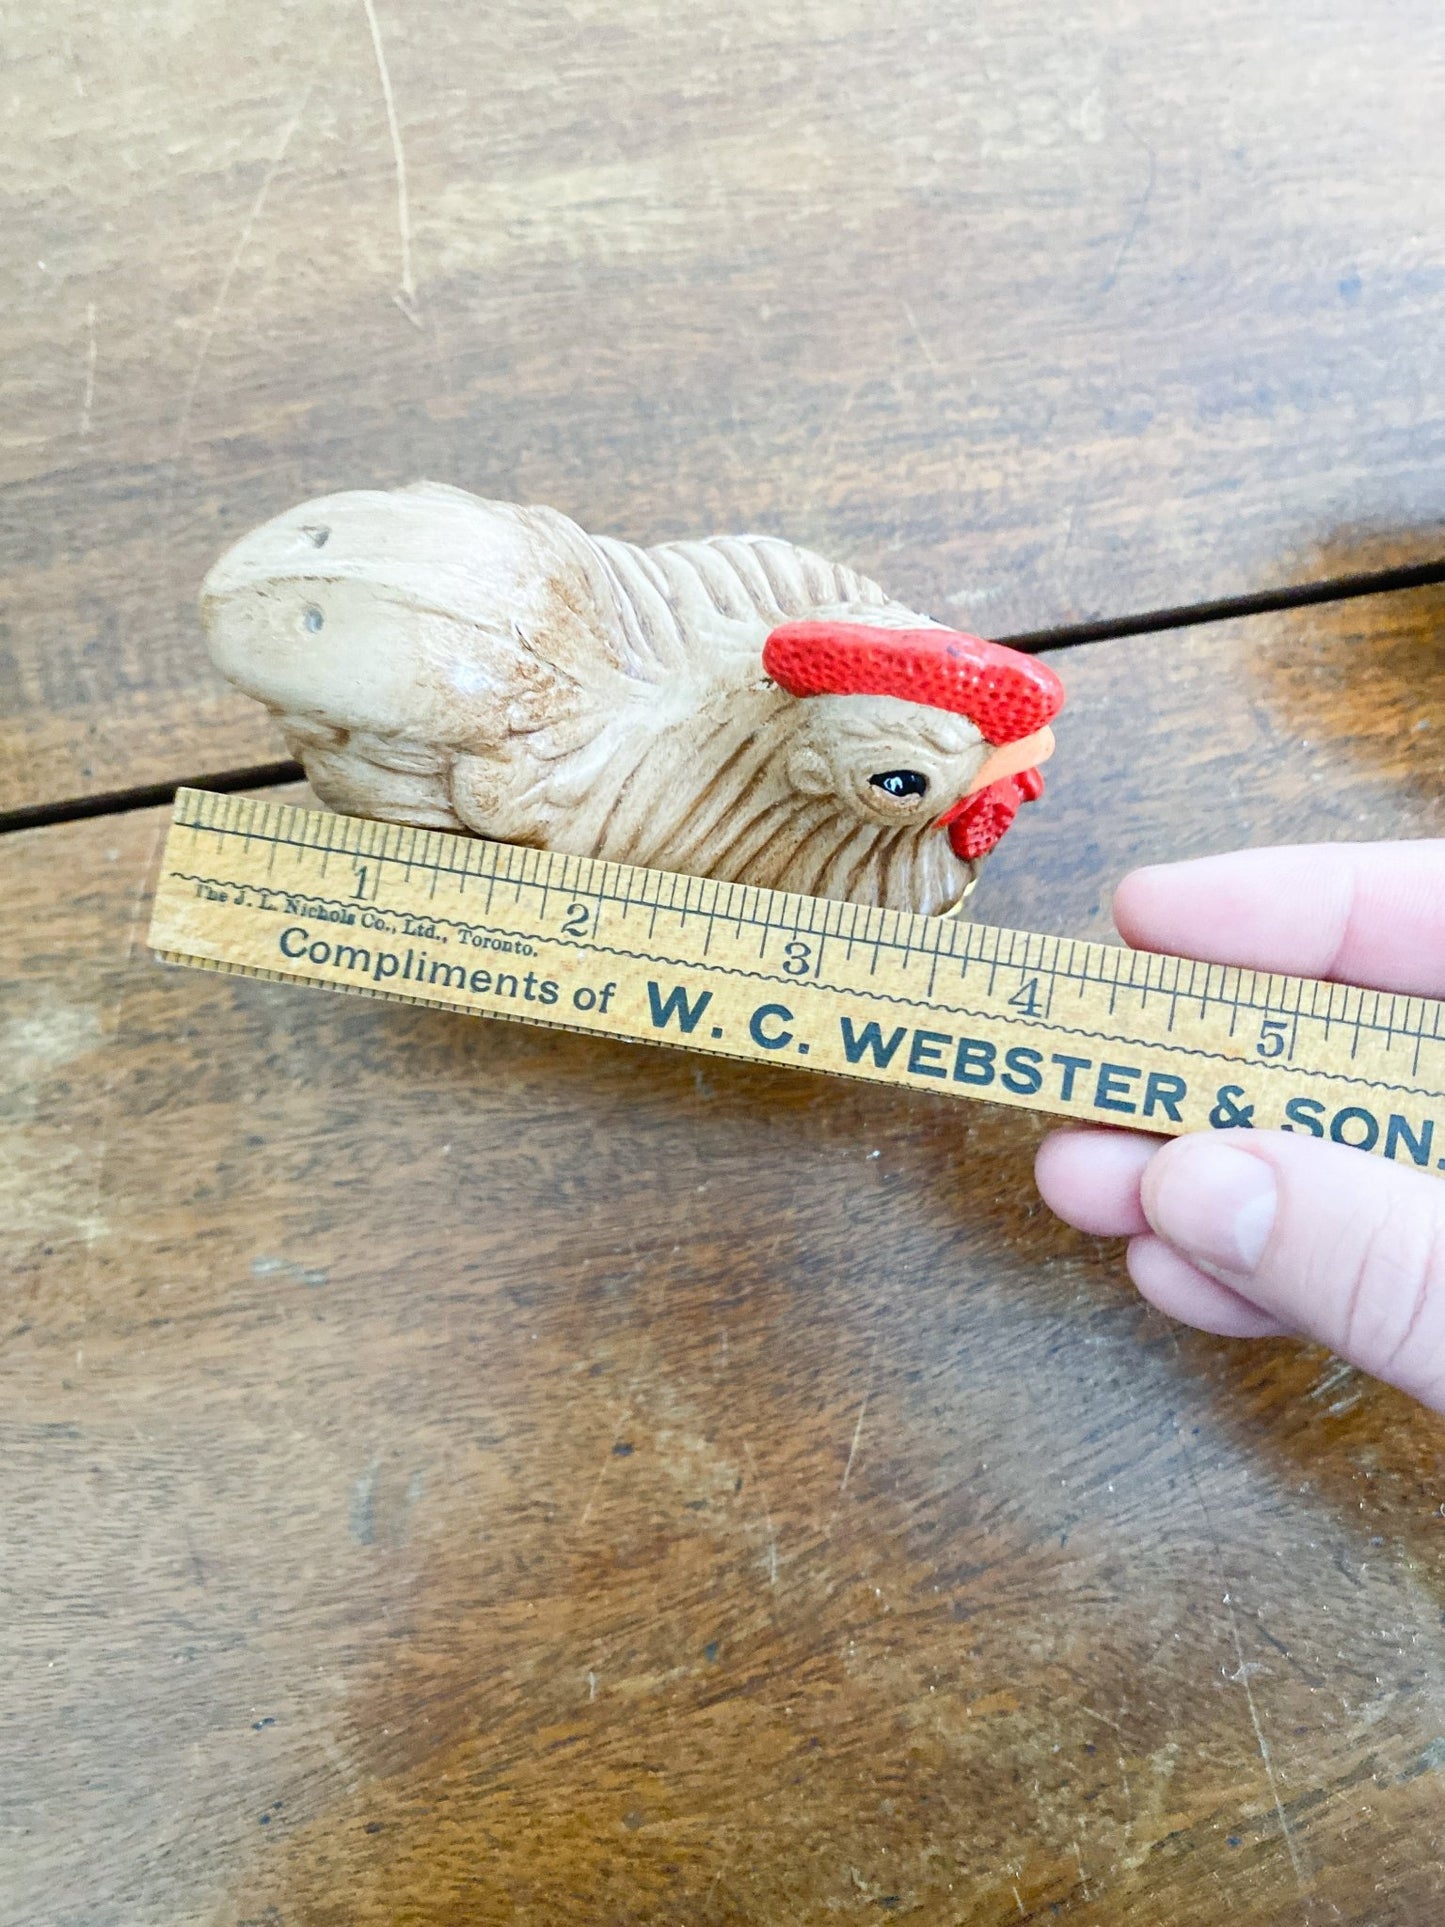 1 2 3 4 5
The J. L. Nichols Co., Ltd., Toronto.
Compliments of W. C. WEBSTER & SON.